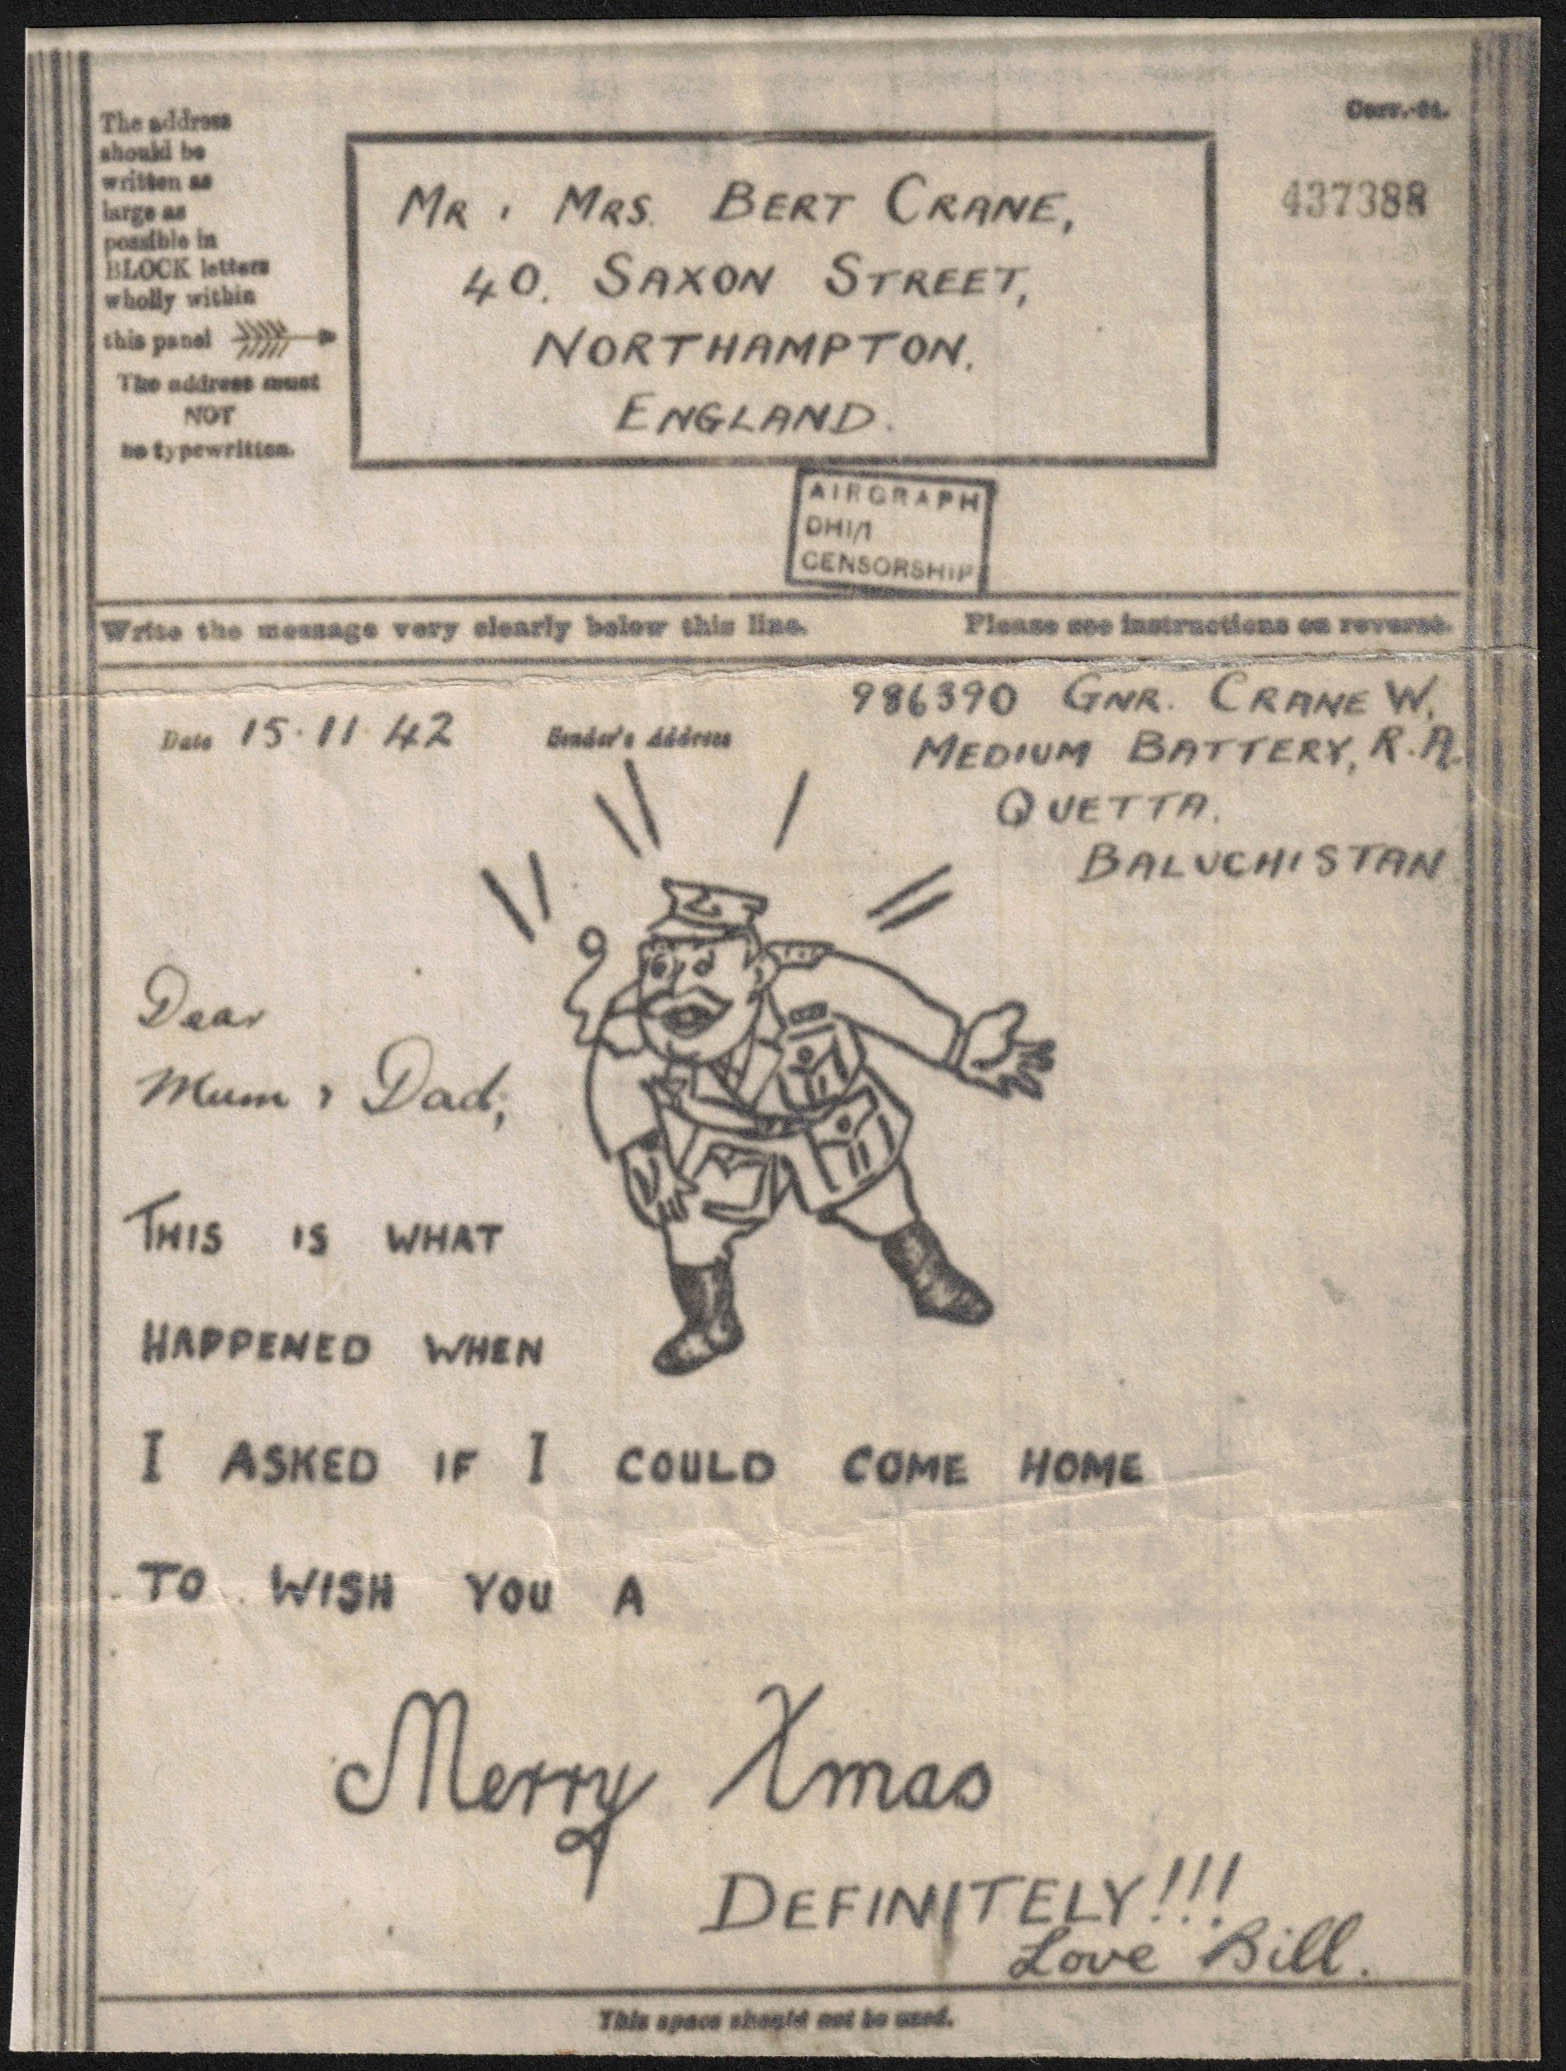 The address
should be
written as
large as
possible in
BLOCK letters
wholly within
this panel
The address must
NOT
be typewritten.
MR & MRS. BERT CRANE,
40. SAXON STREET,
NORTHAMPTON.
ENGLAND.
437388
AIRGRAPH
DHI/1
CENSORSHIP
Write the message very clearly below this line. Please see instructions on reverse.
Date 15.11.42 Sender's Address
986390 GNR. CRANE W.
MEDIUM BATTERY, R.A.
QUETTA.
BALUCHISTAN
Dear
Mum & Dad,
THIS IS WHAT
HAPPENED WHEN
I ASKED IF I COULD COME HOME
TO WISH YOU A
Merry Xmas
DEFINITELY!!!
Love Bill.
This space should not be used.